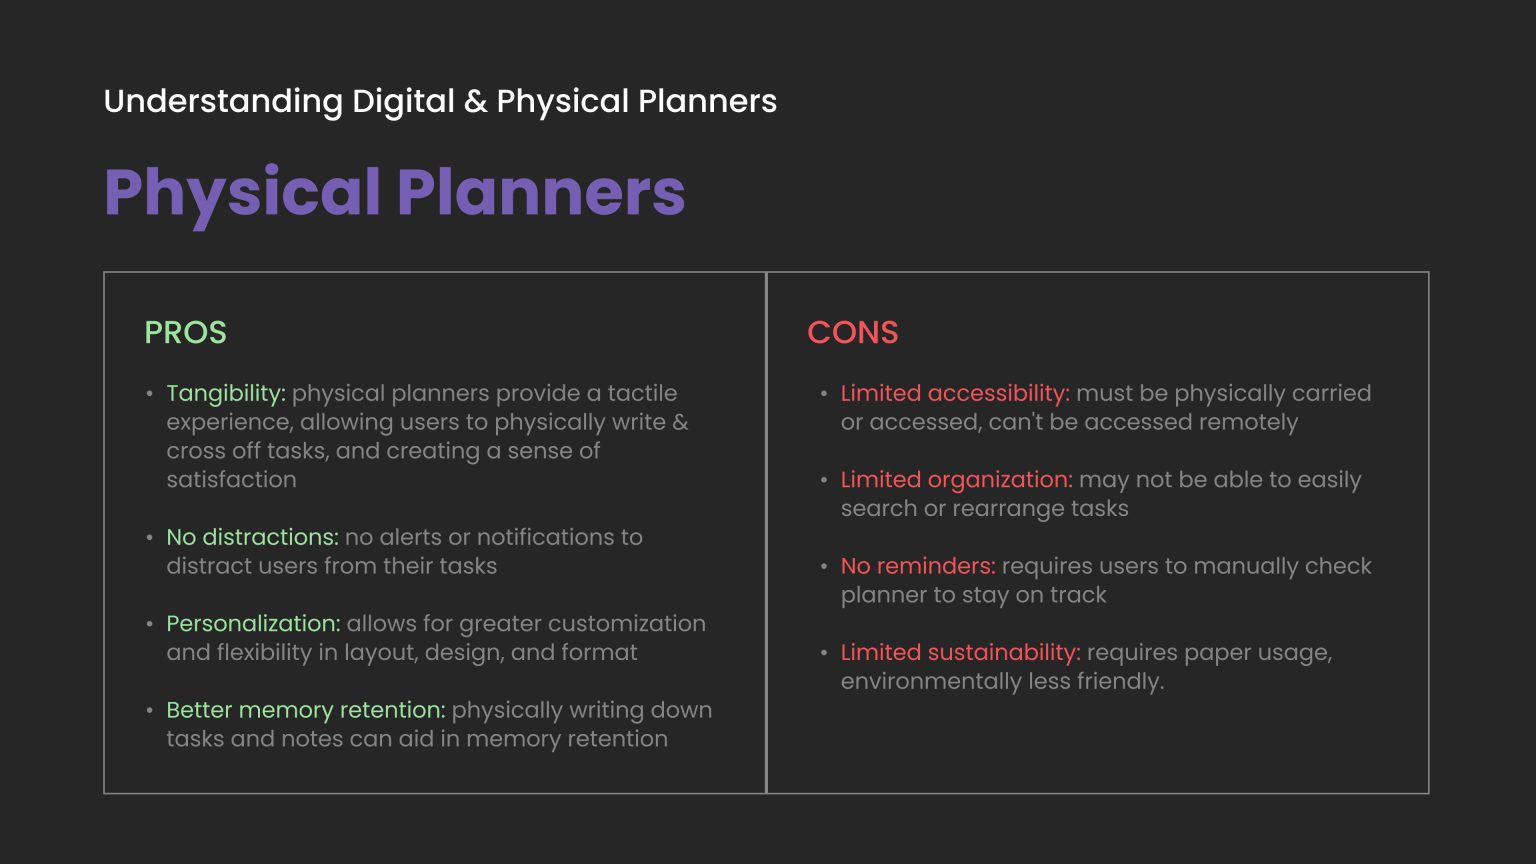 Understanding Digital & Physical Planners
Physical Planners
PROS
• Tangibility: physical planners provide a tactile
experience, allowing users to physically write &
cross off tasks, and creating a sense of
satisfaction
• No distractions: no alerts or notifications to
distract users from their tasks
• Personalization: allows for greater customization
and flexibility in layout, design, and format
• Better memory retention: physically writing down
tasks and notes can aid in memory retention
CONS
• Limited accessibility: must be physically carried
or accessed, can't be accessed remotely
• Limited organization: may not be able to easily
search or rearrange tasks
• No reminders: requires users to manually check
planner to stay on track
• Limited sustainability: requires paper usage,
environmentally less friendly.